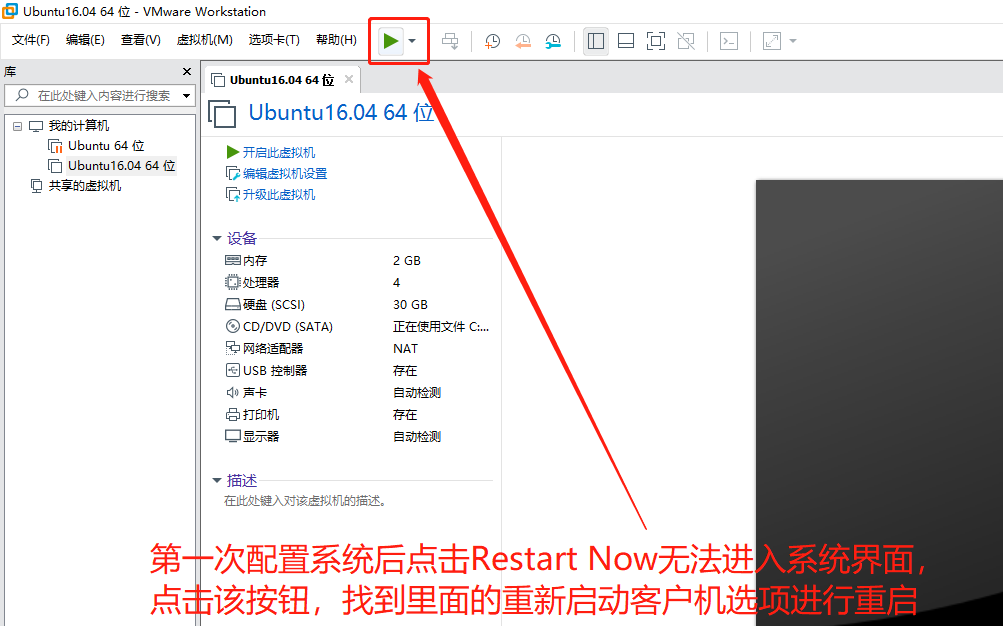 Ubuntu16.04 64 位 - VMware Workstation
文件(F) 编辑(E) 查看(V) 虚拟机(M) 选项卡(T) 帮助(H)
库
在此处键入内容进行搜索
我的计算机
Ubuntu 64 位
Ubuntu16.04 64 位
共享的虚拟机
Ubuntu16.04 64 位
Ubuntu16.04 64 位
开启此虚拟机
编辑虚拟机设置
升级此虚拟机
设备
内存 2 GB
处理器 4
硬盘 (SCSI) 30 GB
CD/DVD (SATA) 正在使用文件 C:...
网络适配器 NAT
USB 控制器 存在
声卡 自动检测
打印机 存在
显示器 自动检测
描述
在此处键入对该虚拟机的描述。
第一次配置系统后点击Restart Now无法进入系统界面，
点击该按钮，找到里面的重新启动客户机选项进行重启